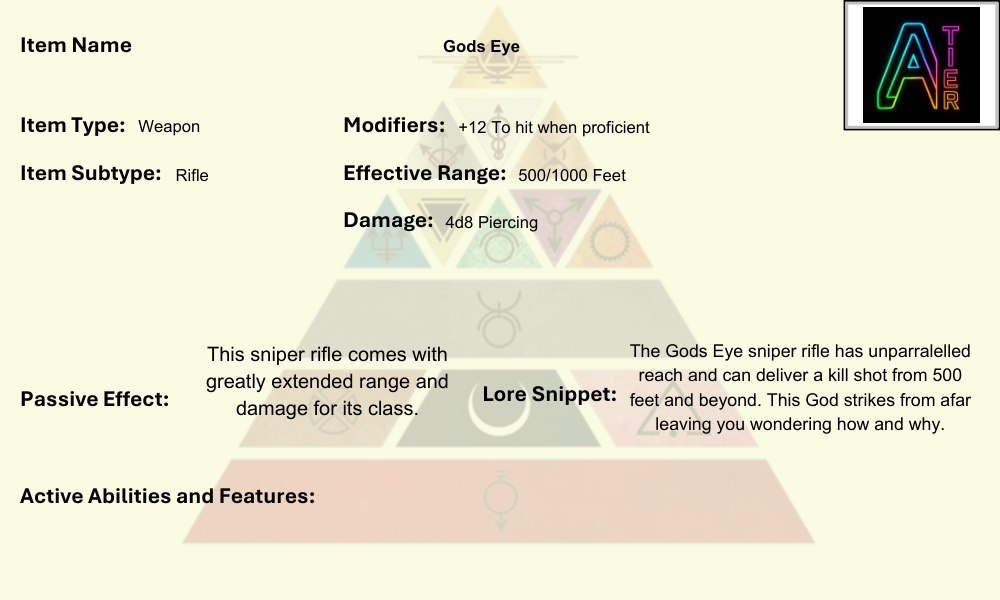 Item Name Gods Eye
A TIER
Item Type: Weapon
Modifiers: +12 To hit when proficient
Item Subtype: Rifle
Effective Range: 500/1000 Feet
Damage: 4d8 Piercing
Passive Effect:
This sniper rifle comes with
greatly extended range and
damage for its class.
Lore Snippet:
The Gods Eye sniper rifle has unparralelled
reach and can deliver a kill shot from 500
feet and beyond. This God strikes from afar
leaving you wondering how and why.
Active Abilities and Features: